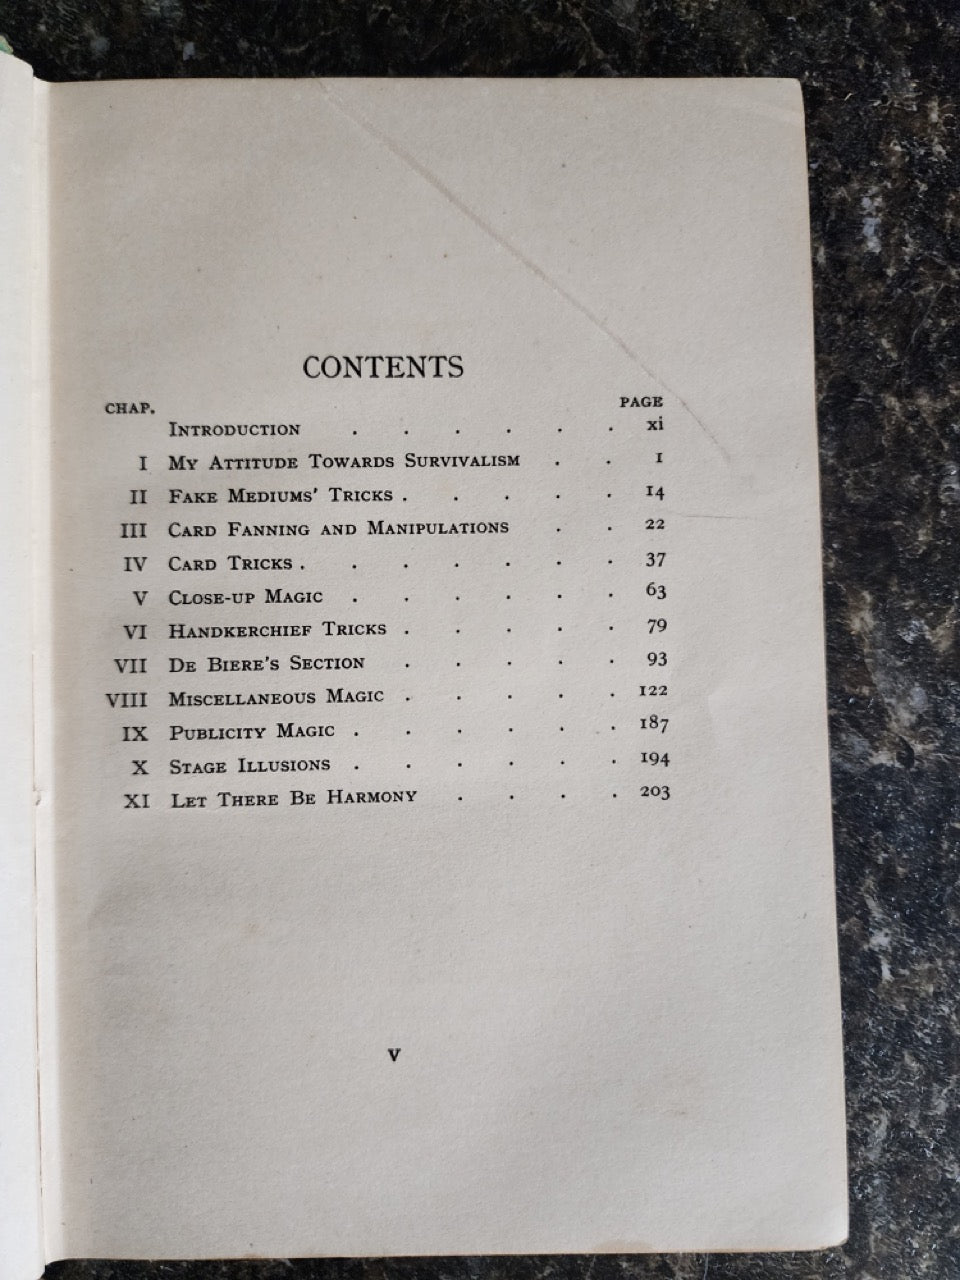 CONTENTS
CHAP. PAGE
INTRODUCTION . . . . . . xi
I MY ATTITUDE TOWARDS SURVIVALISM . . 1
II FAKE MEDIUMS' TRICKS . . . . . 14
III CARD FANNING AND MANIPULATIONS . . 22
IV CARD TRICKS . . . . . . . 37
V CLOSE-UP MAGIC . . . . . . 63
VI HANDKERCHIEF TRICKS . . . . . 79
VII DE BIERE'S SECTION . . . . . 93
VIII MISCELLANEOUS MAGIC . . . . . 122
IX PUBLICITY MAGIC . . . . . . 187
X STAGE ILLUSIONS . . . . . . 194
XI LET THERE BE HARMONY . . . . 203
V